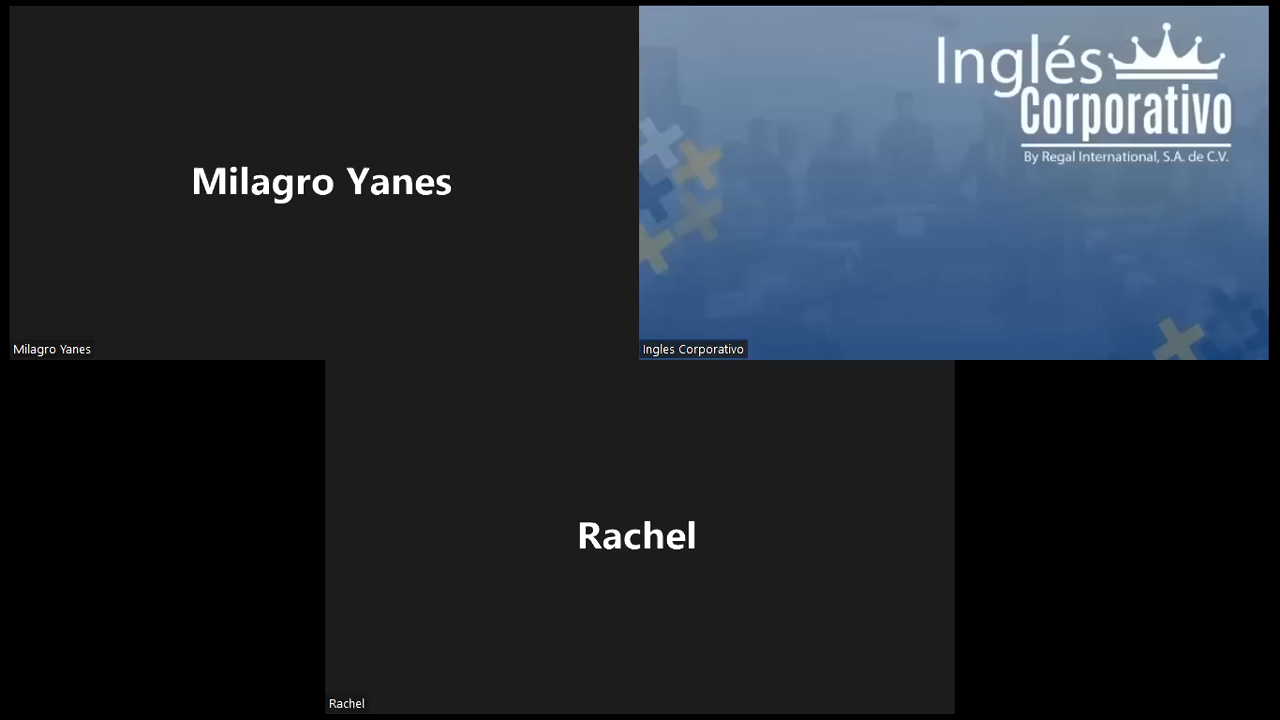 Milagro Yanes
Milagro Yanes
Inglés
Corporativo
By Regal International, S.A. de C.V.
Ingles Corporativo
Rachel
Rachel